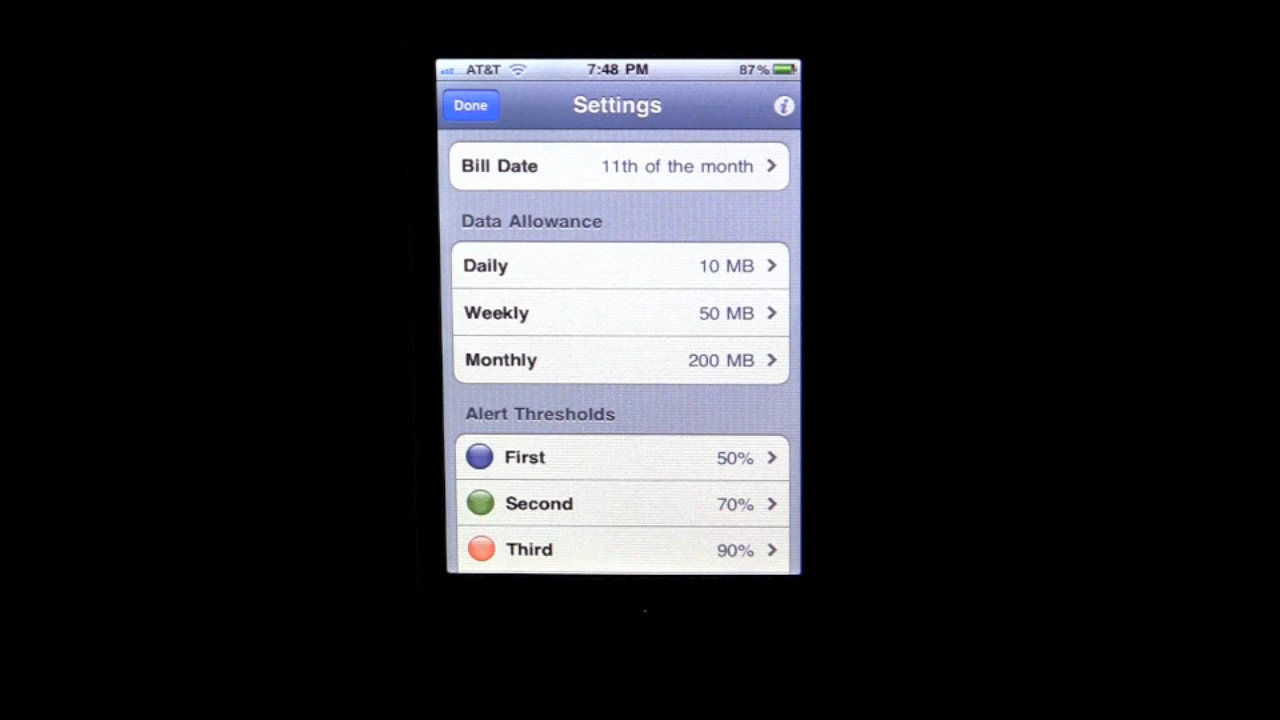 AT&T 7:48 PM 87%
Done Settings
Bill Date 11th of the month
Data Allowance
Daily 10 MB
Weekly 50 MB
Monthly 200 MB
Alert Thresholds
First 50%
Second 70%
Third 90%